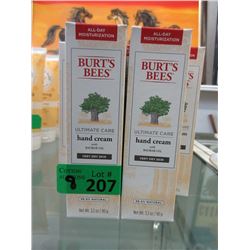 ALL-DAY
MOISTURIZATION
BURT'S
BEES
ULTIMATE CARE
hand cream
with
BAOBAB OIL
VERY DRY SKIN
Net Wt. 3.2 oz / 90 g
ALL-DAY
MOISTURIZATION
BURT'S
BEES
ULTIMATE CARE
hand cream
with
BAOBAB OIL
VERY DRY SKIN
Net Wt. 3.2 oz / 90 g
8
Lot #
207